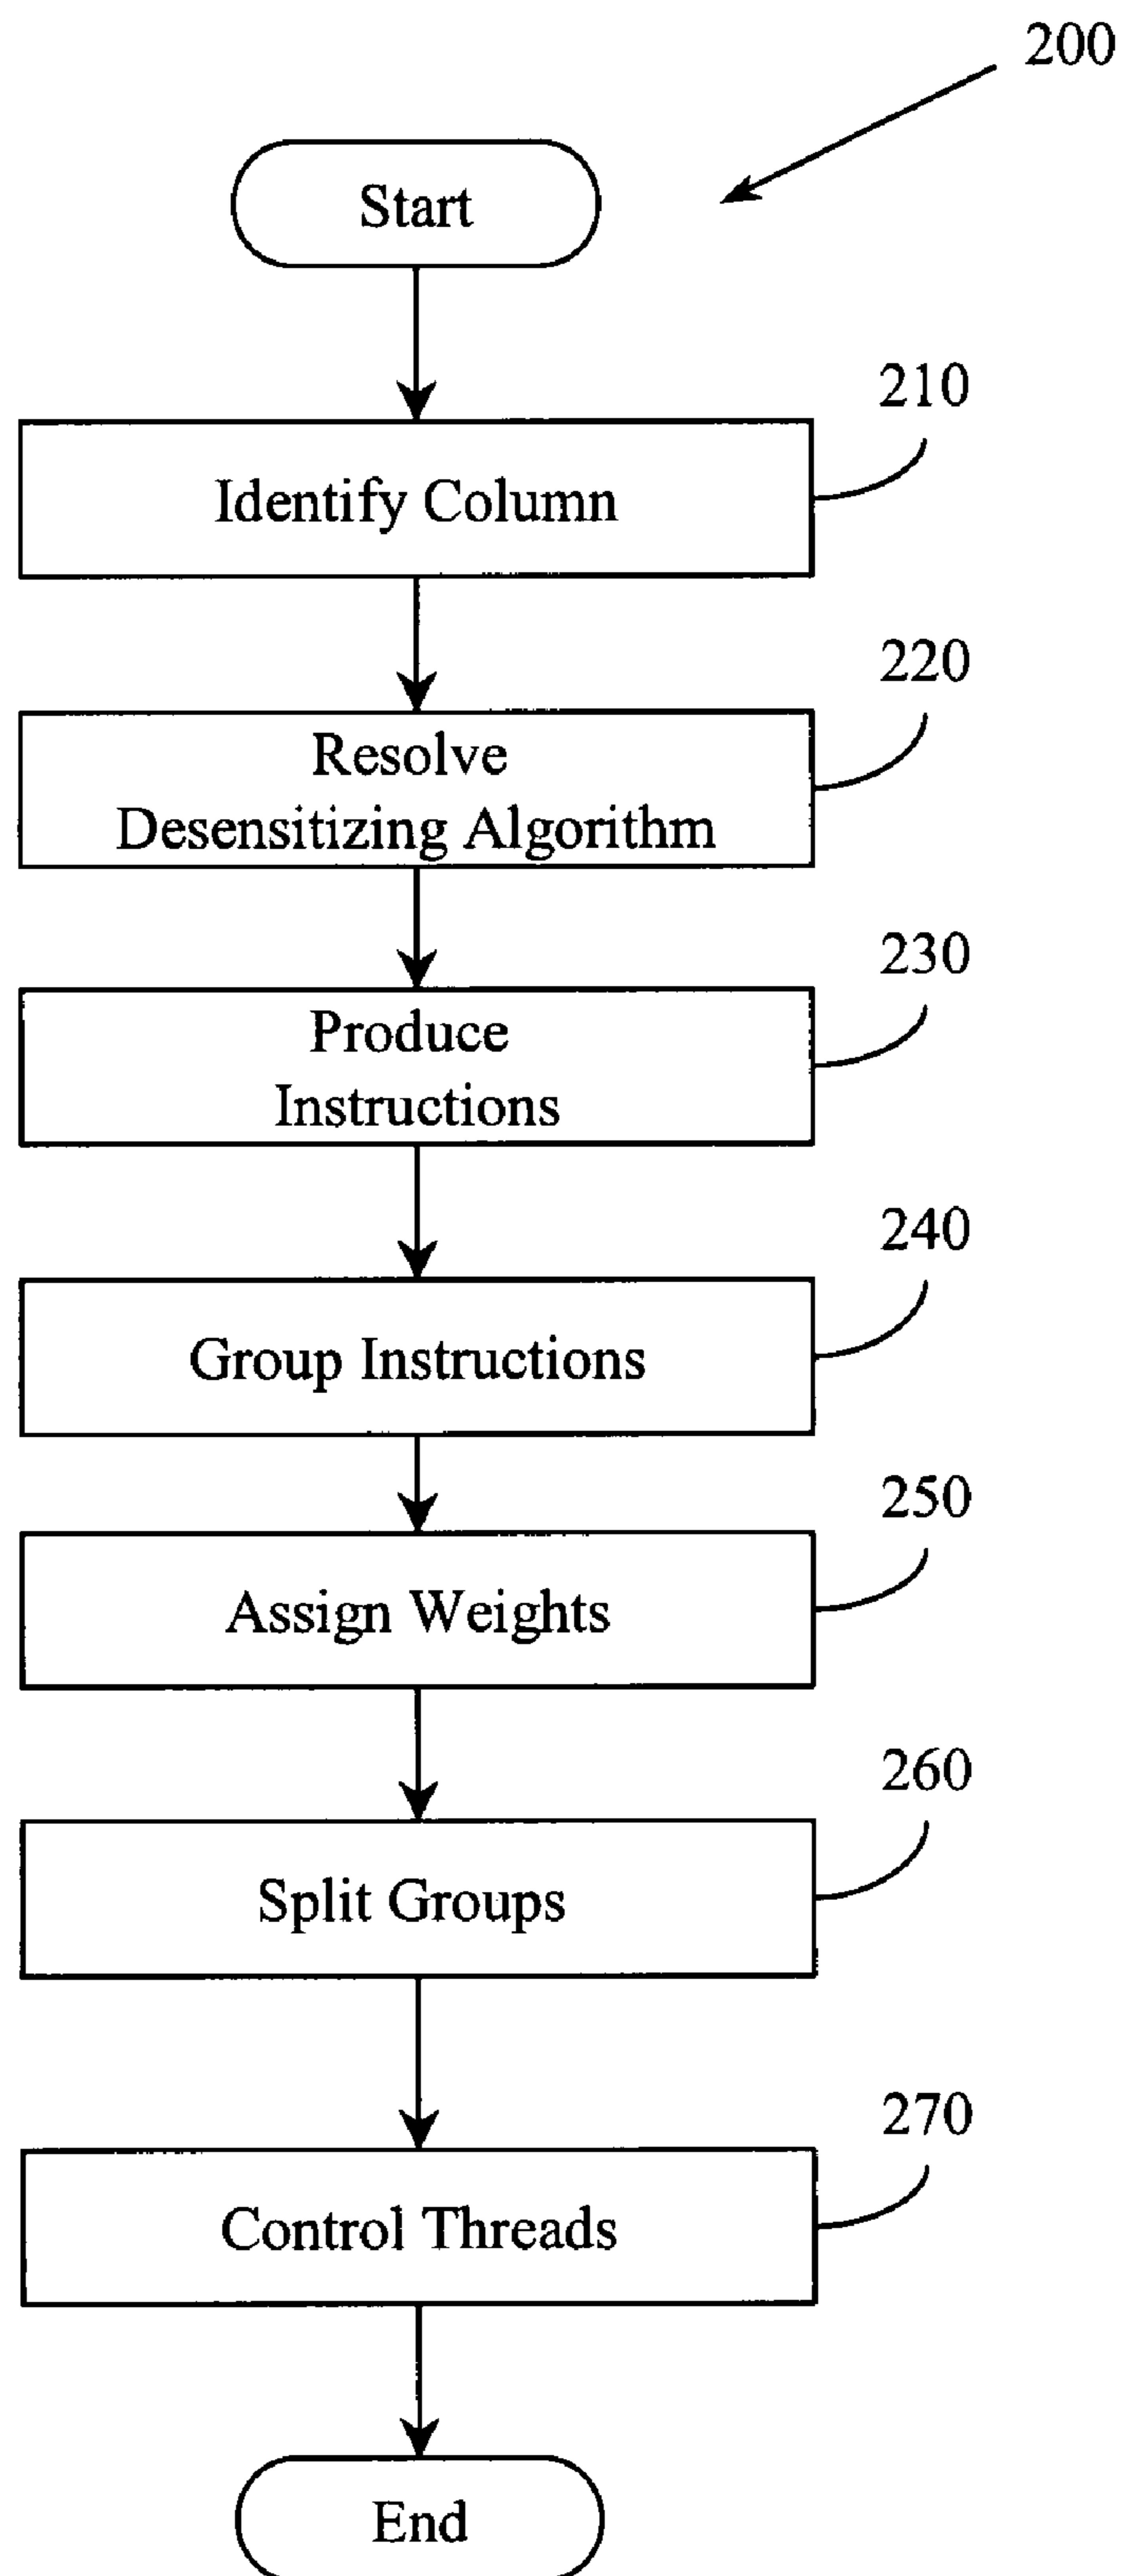 200
Start
210
Identify Column
220
Resolve
Desensitizing Algorithm
230
Produce
Instructions
240
Group Instructions
250
Assign Weights
260
Split Groups
270
Control Threads
End